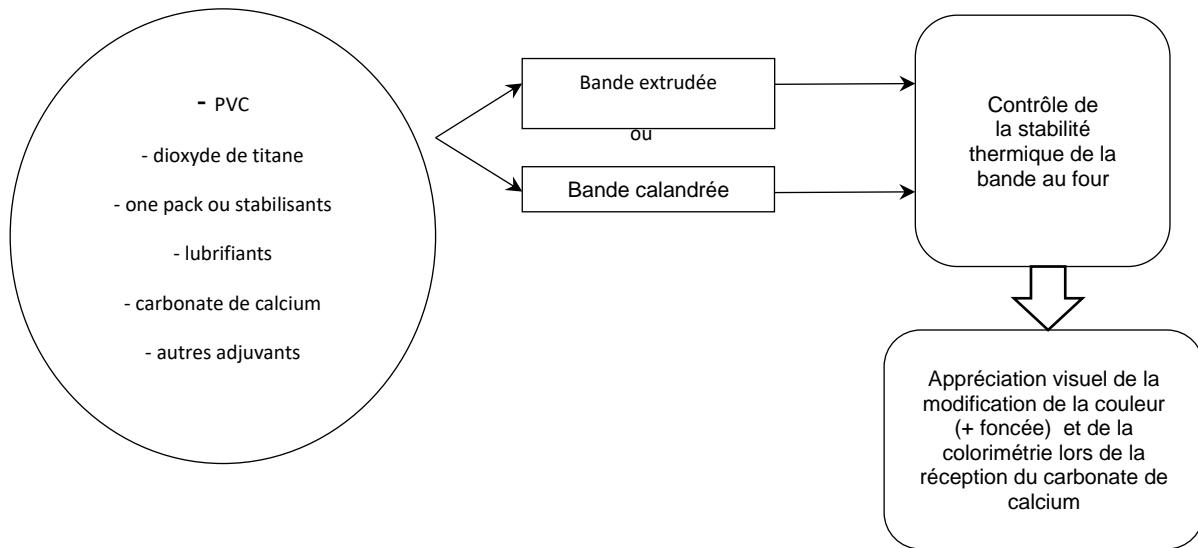 - PVC
- dioxyde de titane
- one pack ou stabilisants
- lubrifiants
- carbonate de calcium
- autres adjuvants
Bande extrudée
ou
Bande calandrée
Contrôle de
la stabilité
thermique de la
bande au four
Appréciation visuel de la
modification de la couleur
(+ foncée) et de la
colorimétrie lors de la
réception du carbonate de
calcium